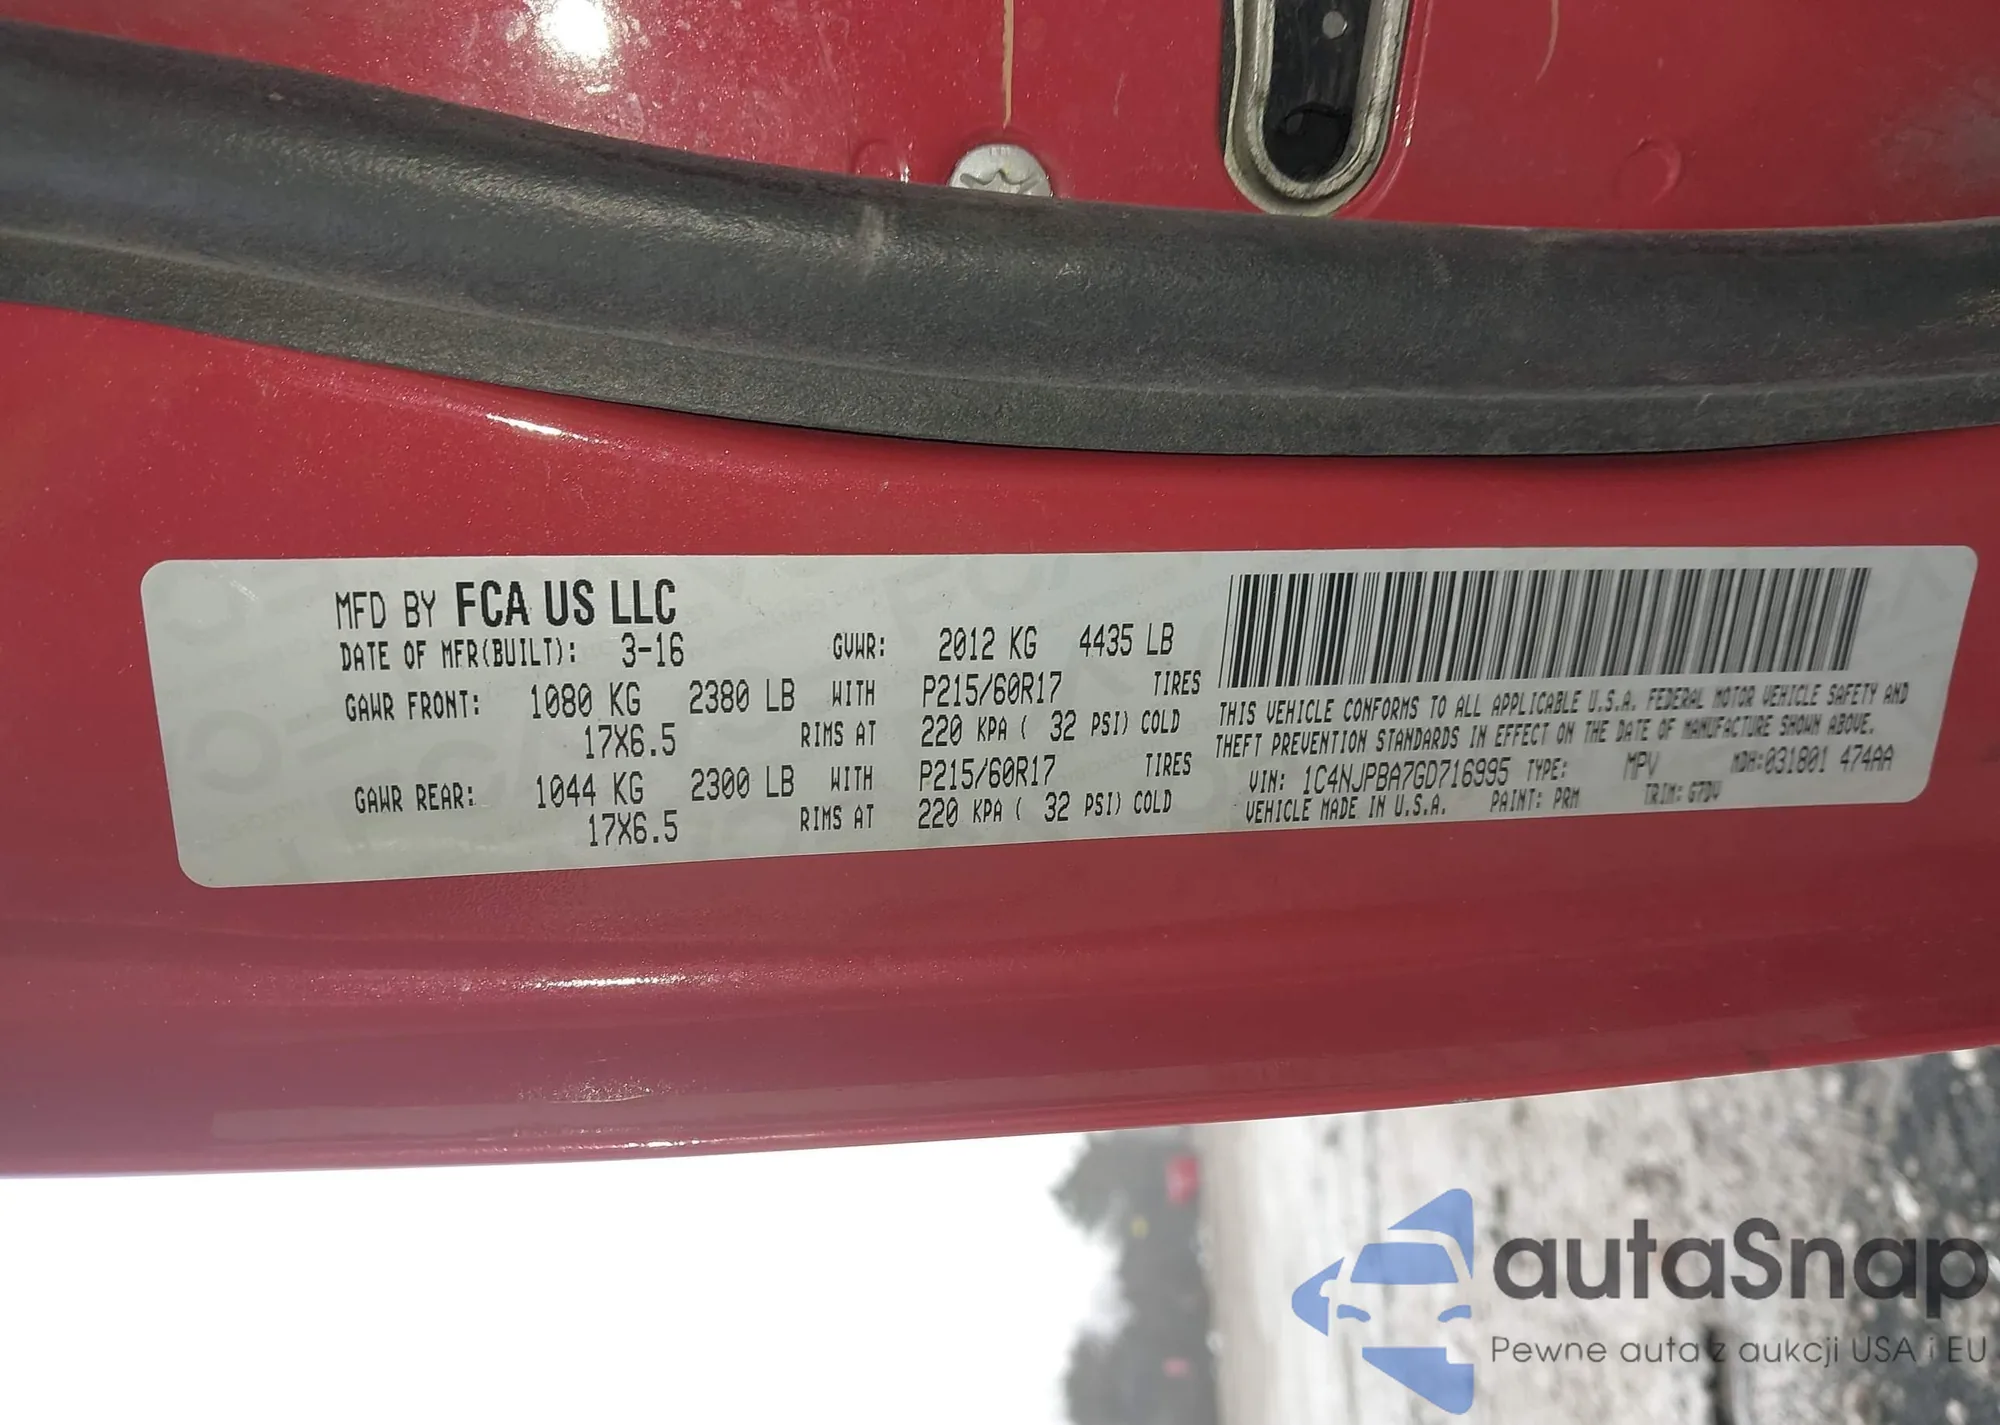 MFD BY FCA US LLC
DATE OF MFR(BUILT): 3-16 GVWR: 2012 KG 4435 LB
GAWR FRONT: 1080 KG 2380 LB WITH P215/60R17 TIRES
17X6.5 RIMS AT 220 KPA ( 32 PSI) COLD
GAWR REAR: 1044 KG 2300 LB WITH P215/60R17 TIRES
17X6.5 RIMS AT 220 KPA ( 32 PSI) COLD
THIS VEHICLE CONFORMS TO ALL APPLICABLE U.S.A. FEDERAL MOTOR VEHICLE SAFETY AND
THEFT PREVENTION STANDARDS IN EFFECT ON THE DATE OF MANUFACTURE SHOWN ABOVE.
VIN: 1C4NJPBA7GD716995 TYPE: MPV MDH:031801 474AA
VEHICLE MADE IN U.S.A. PAINT: PRM TRIM: G7DV
autaSnap
Pewne auta z aukcji USA i EU